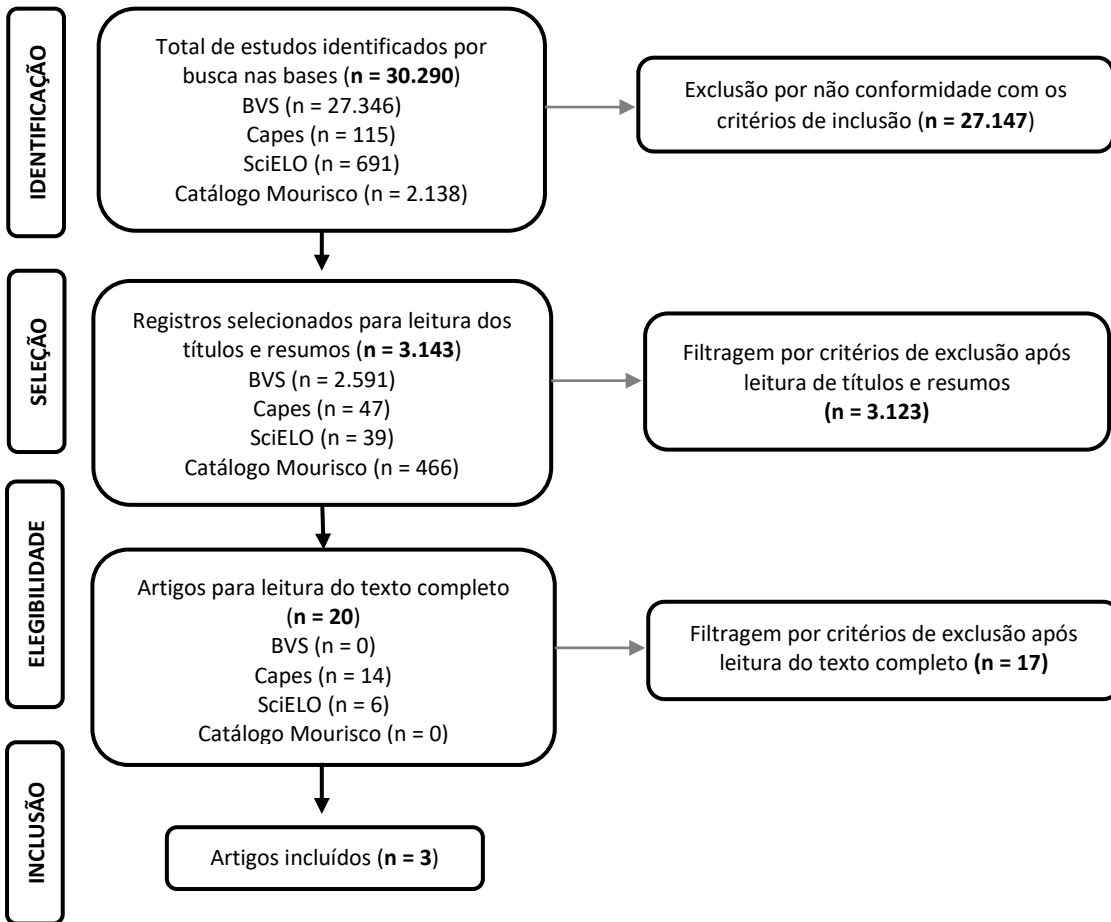 IDENTIFICAÇÃO
Total de estudos identificados por
busca nas bases (n = 30.290)
BVS (n = 27.346)
Capes (n = 115)
SciELO (n = 691)
Catálogo Mourisco (n = 2.138)
Exclusão por não conformidade com os
critérios de inclusão (n = 27.147)
SELEÇÃO
Registros selecionados para leitura dos
títulos e resumos (n = 3.143)
BVS (n = 2.591)
Capes (n = 47)
SciELO (n = 39)
Catálogo Mourisco (n = 466)
Filtragem por critérios de exclusão após
leitura de títulos e resumos
(n = 3.123)
ELEGIBILIDADE
Artigos para leitura do texto completo
(n = 20)
BVS (n = 0)
Capes (n = 14)
SciELO (n = 6)
Catálogo Mourisco (n = 0)
Filtragem por critérios de exclusão após
leitura do texto completo (n = 17)
INCLUSÃO
Artigos incluídos (n = 3)